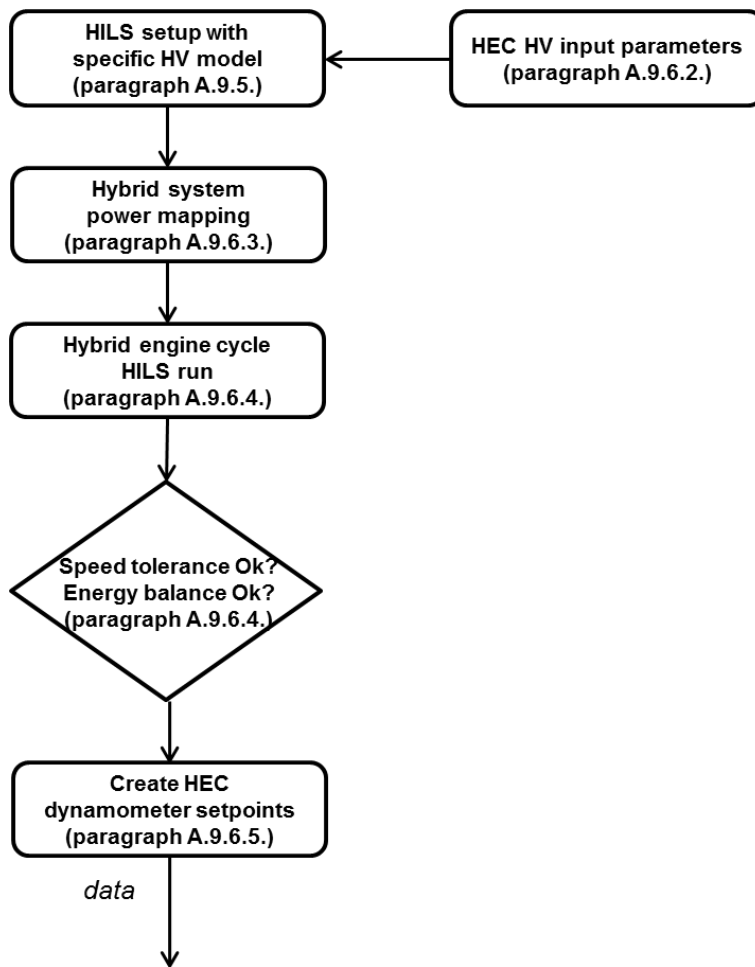 HILS setup with
specific HV model
(paragraph A.9.5.)
HEC HV input parameters
(paragraph A.9.6.2.)
Hybrid system
power mapping
(paragraph A.9.6.3.)
Hybrid engine cycle
HILS run
(paragraph A.9.6.4.)
Speed tolerance Ok?
Energy balance Ok?
(paragraph A.9.6.4.)
Create HEC
dynamometer setpoints
(paragraph A.9.6.5.)
data